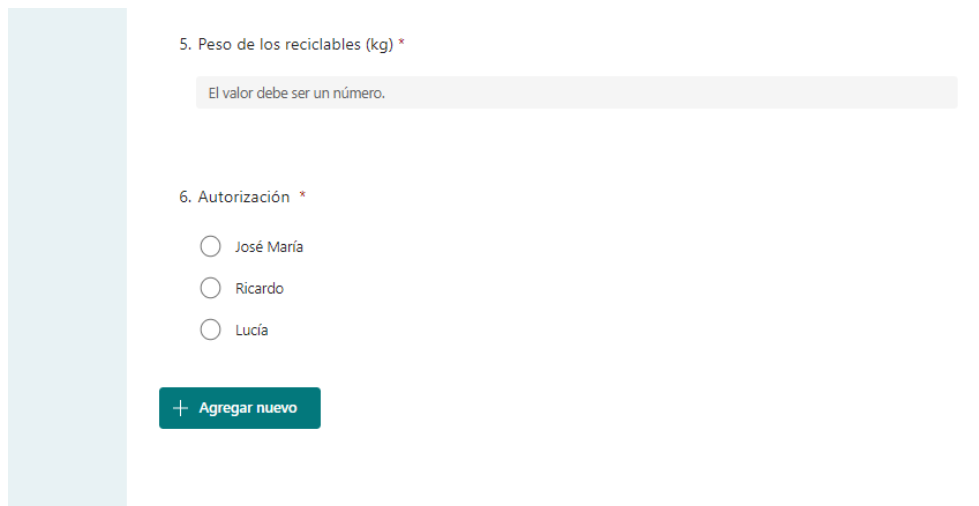 5. Peso de los reciclables (kg) *
El valor debe ser un número.
6. Autorización *
José María
Ricardo
Lucía
+ Agregar nuevo